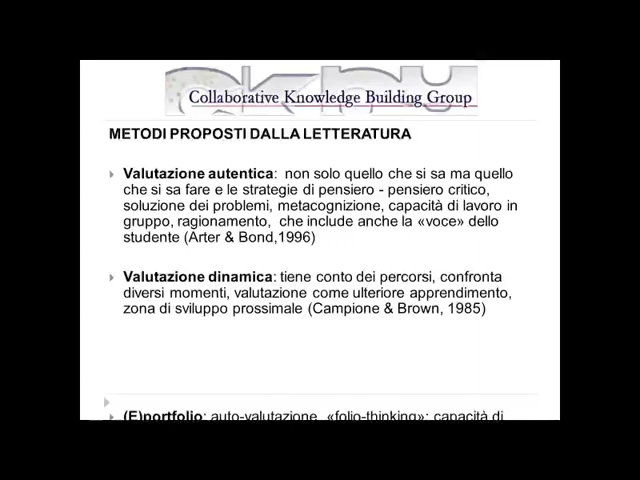 Collaborative Knowledge Building Group
METODI PROPOSTI DALLA LETTERATURA
Valutazione autentica: non solo quello che si sa ma quello
che si sa fare e le strategie di pensiero - pensiero critico,
soluzione dei problemi, metacognizione, capacità di lavoro in
gruppo, ragionamento, che include anche la «voce» dello
studente (Arter & Bond,1996)
Valutazione dinamica: tiene conto dei percorsi, confronta
diversi momenti, valutazione come ulteriore apprendimento,
zona di sviluppo prossimale (Campione & Brown, 1985)
(E)portfolio: auto-valutazione, «folio-thinking»: capacità di